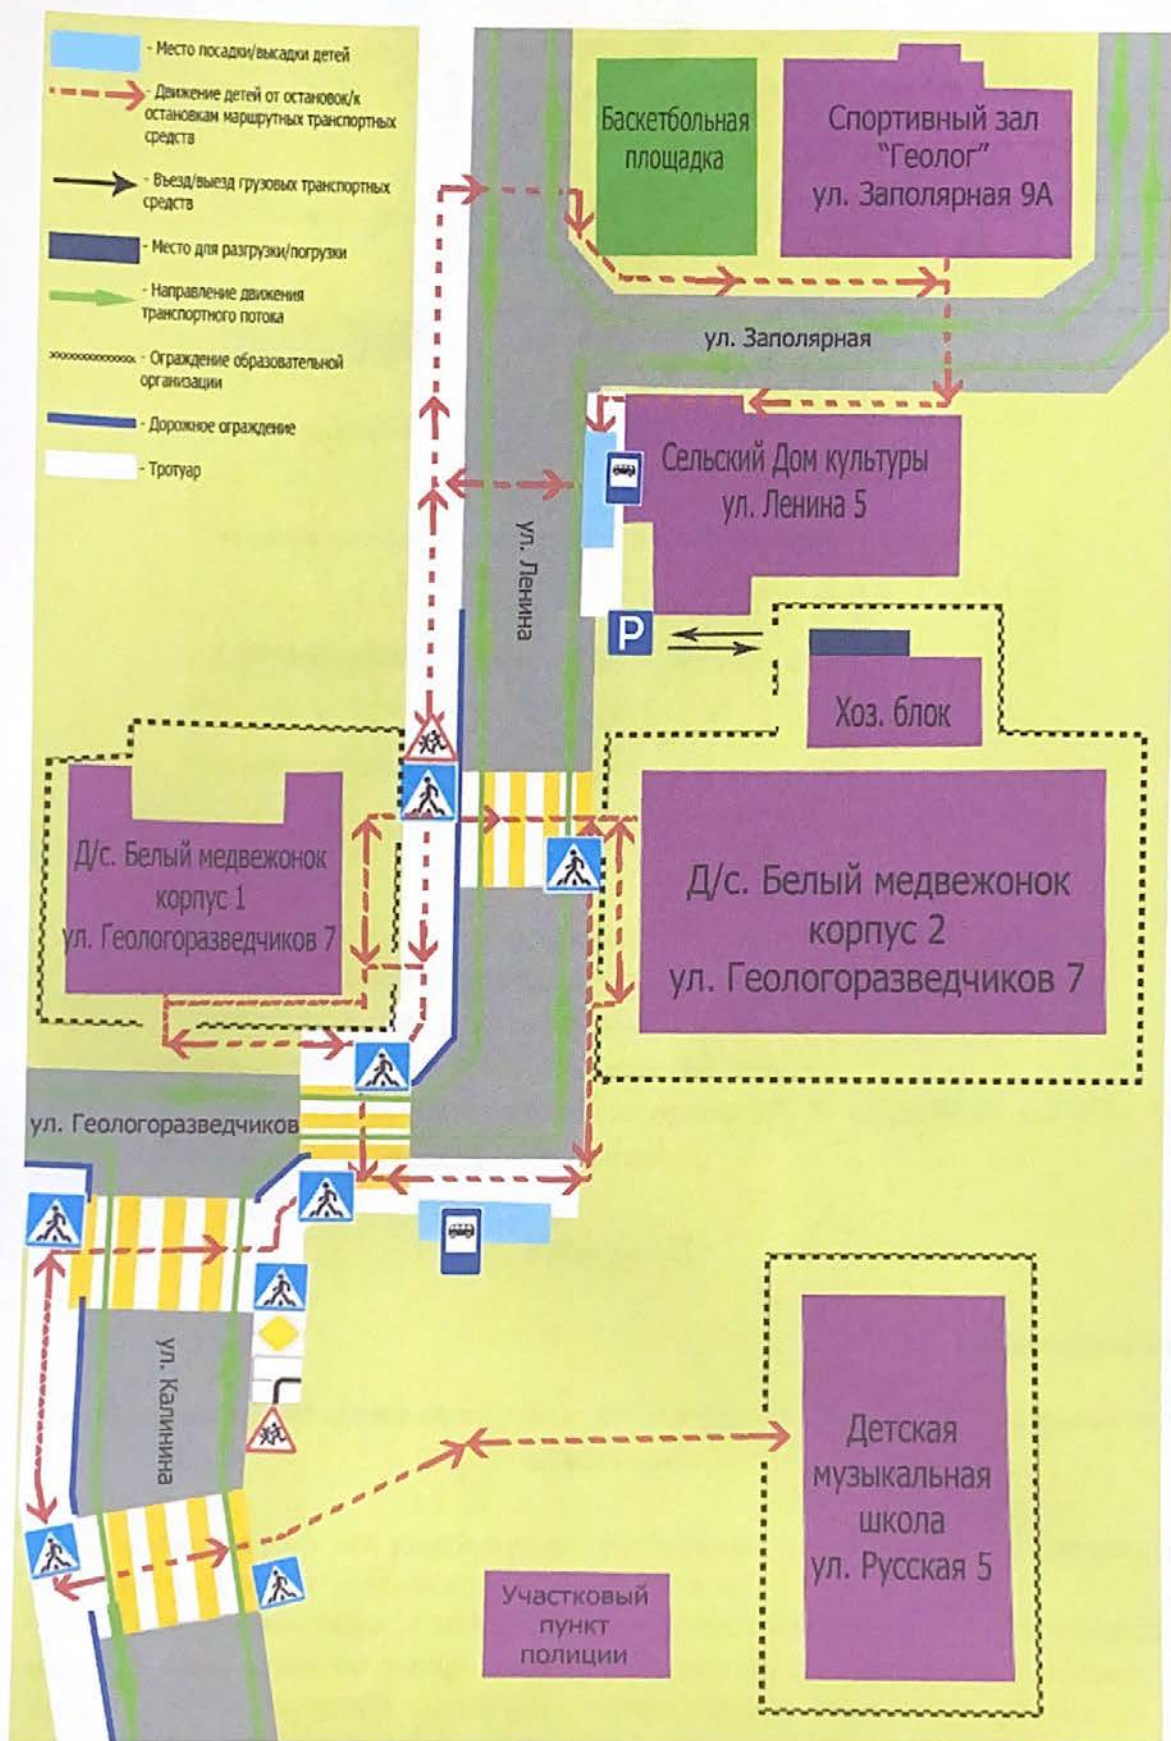 - Место посадки/высадки детей
- Движение детей от остановок/к
остановкам маршрутных транспортных
средств
- Въезд/выезд грузовых транспортных
средств
- Место для разгрузки/погрузки
- Направление движения
транспортного потока
- Ограждение образовательной
организации
- Дорожное ограждение
- Тротуар
Баскетбольная
площадка
Спортивный зал
"Геолог"
ул. Заполярная 9А
ул. Заполярная
Сельский Дом культуры
ул. Ленина 5
ул. Ленина
P
Хоз. блок
Д/с. Белый медвежонок
корпус 1
ул. Геологоразведчиков 7
Д/с. Белый медвежонок
корпус 2
ул. Геологоразведчиков 7
ул. Геологоразведчиков
ул. Калинина
Детская
музыкальная
школа
ул. Русская 5
Участковый
пункт
полиции